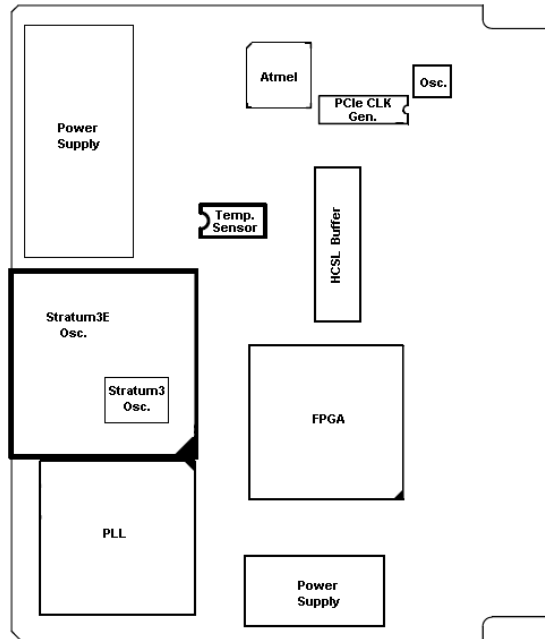 Atmel
Osc.
PCIe CLK
Gen.
Power
Supply
Temp.
Sensor
HCSL Buffer
Stratum3E
Osc.
Stratum3
Osc.
FPGA
PLL
Power
Supply